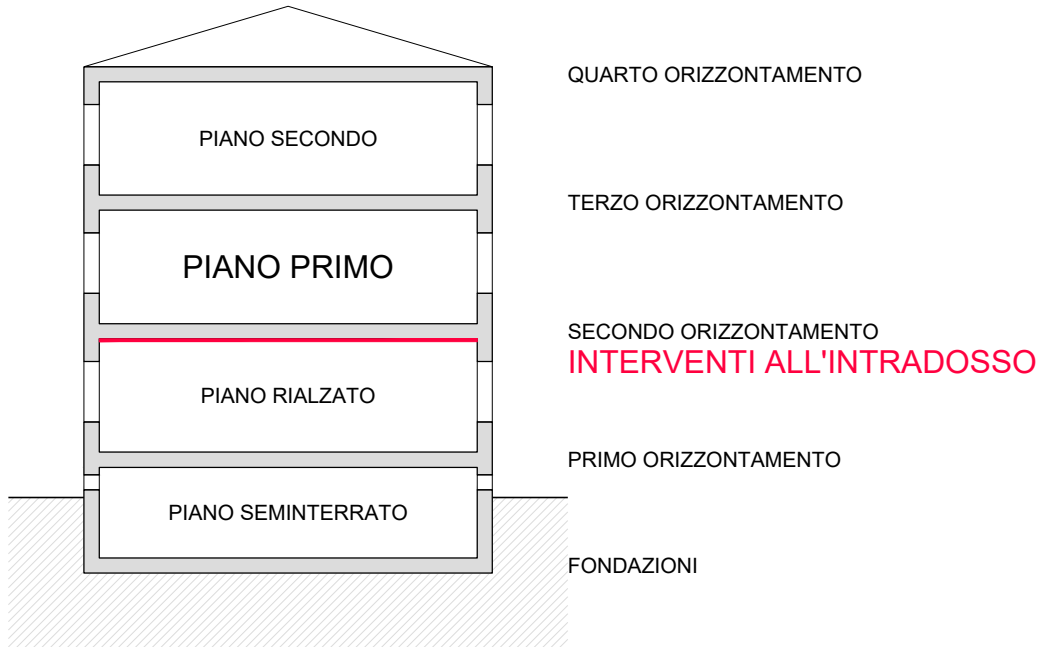 QUARTO ORIZZONTAMENTO
PIANO SECONDO
TERZO ORIZZONTAMENTO
PIANO PRIMO
SECONDO ORIZZONTAMENTO
INTERVENTI ALL'INTRADOSSO
PIANO RIALZATO
PRIMO ORIZZONTAMENTO
PIANO SEMINTERRATO
FONDAZIONI